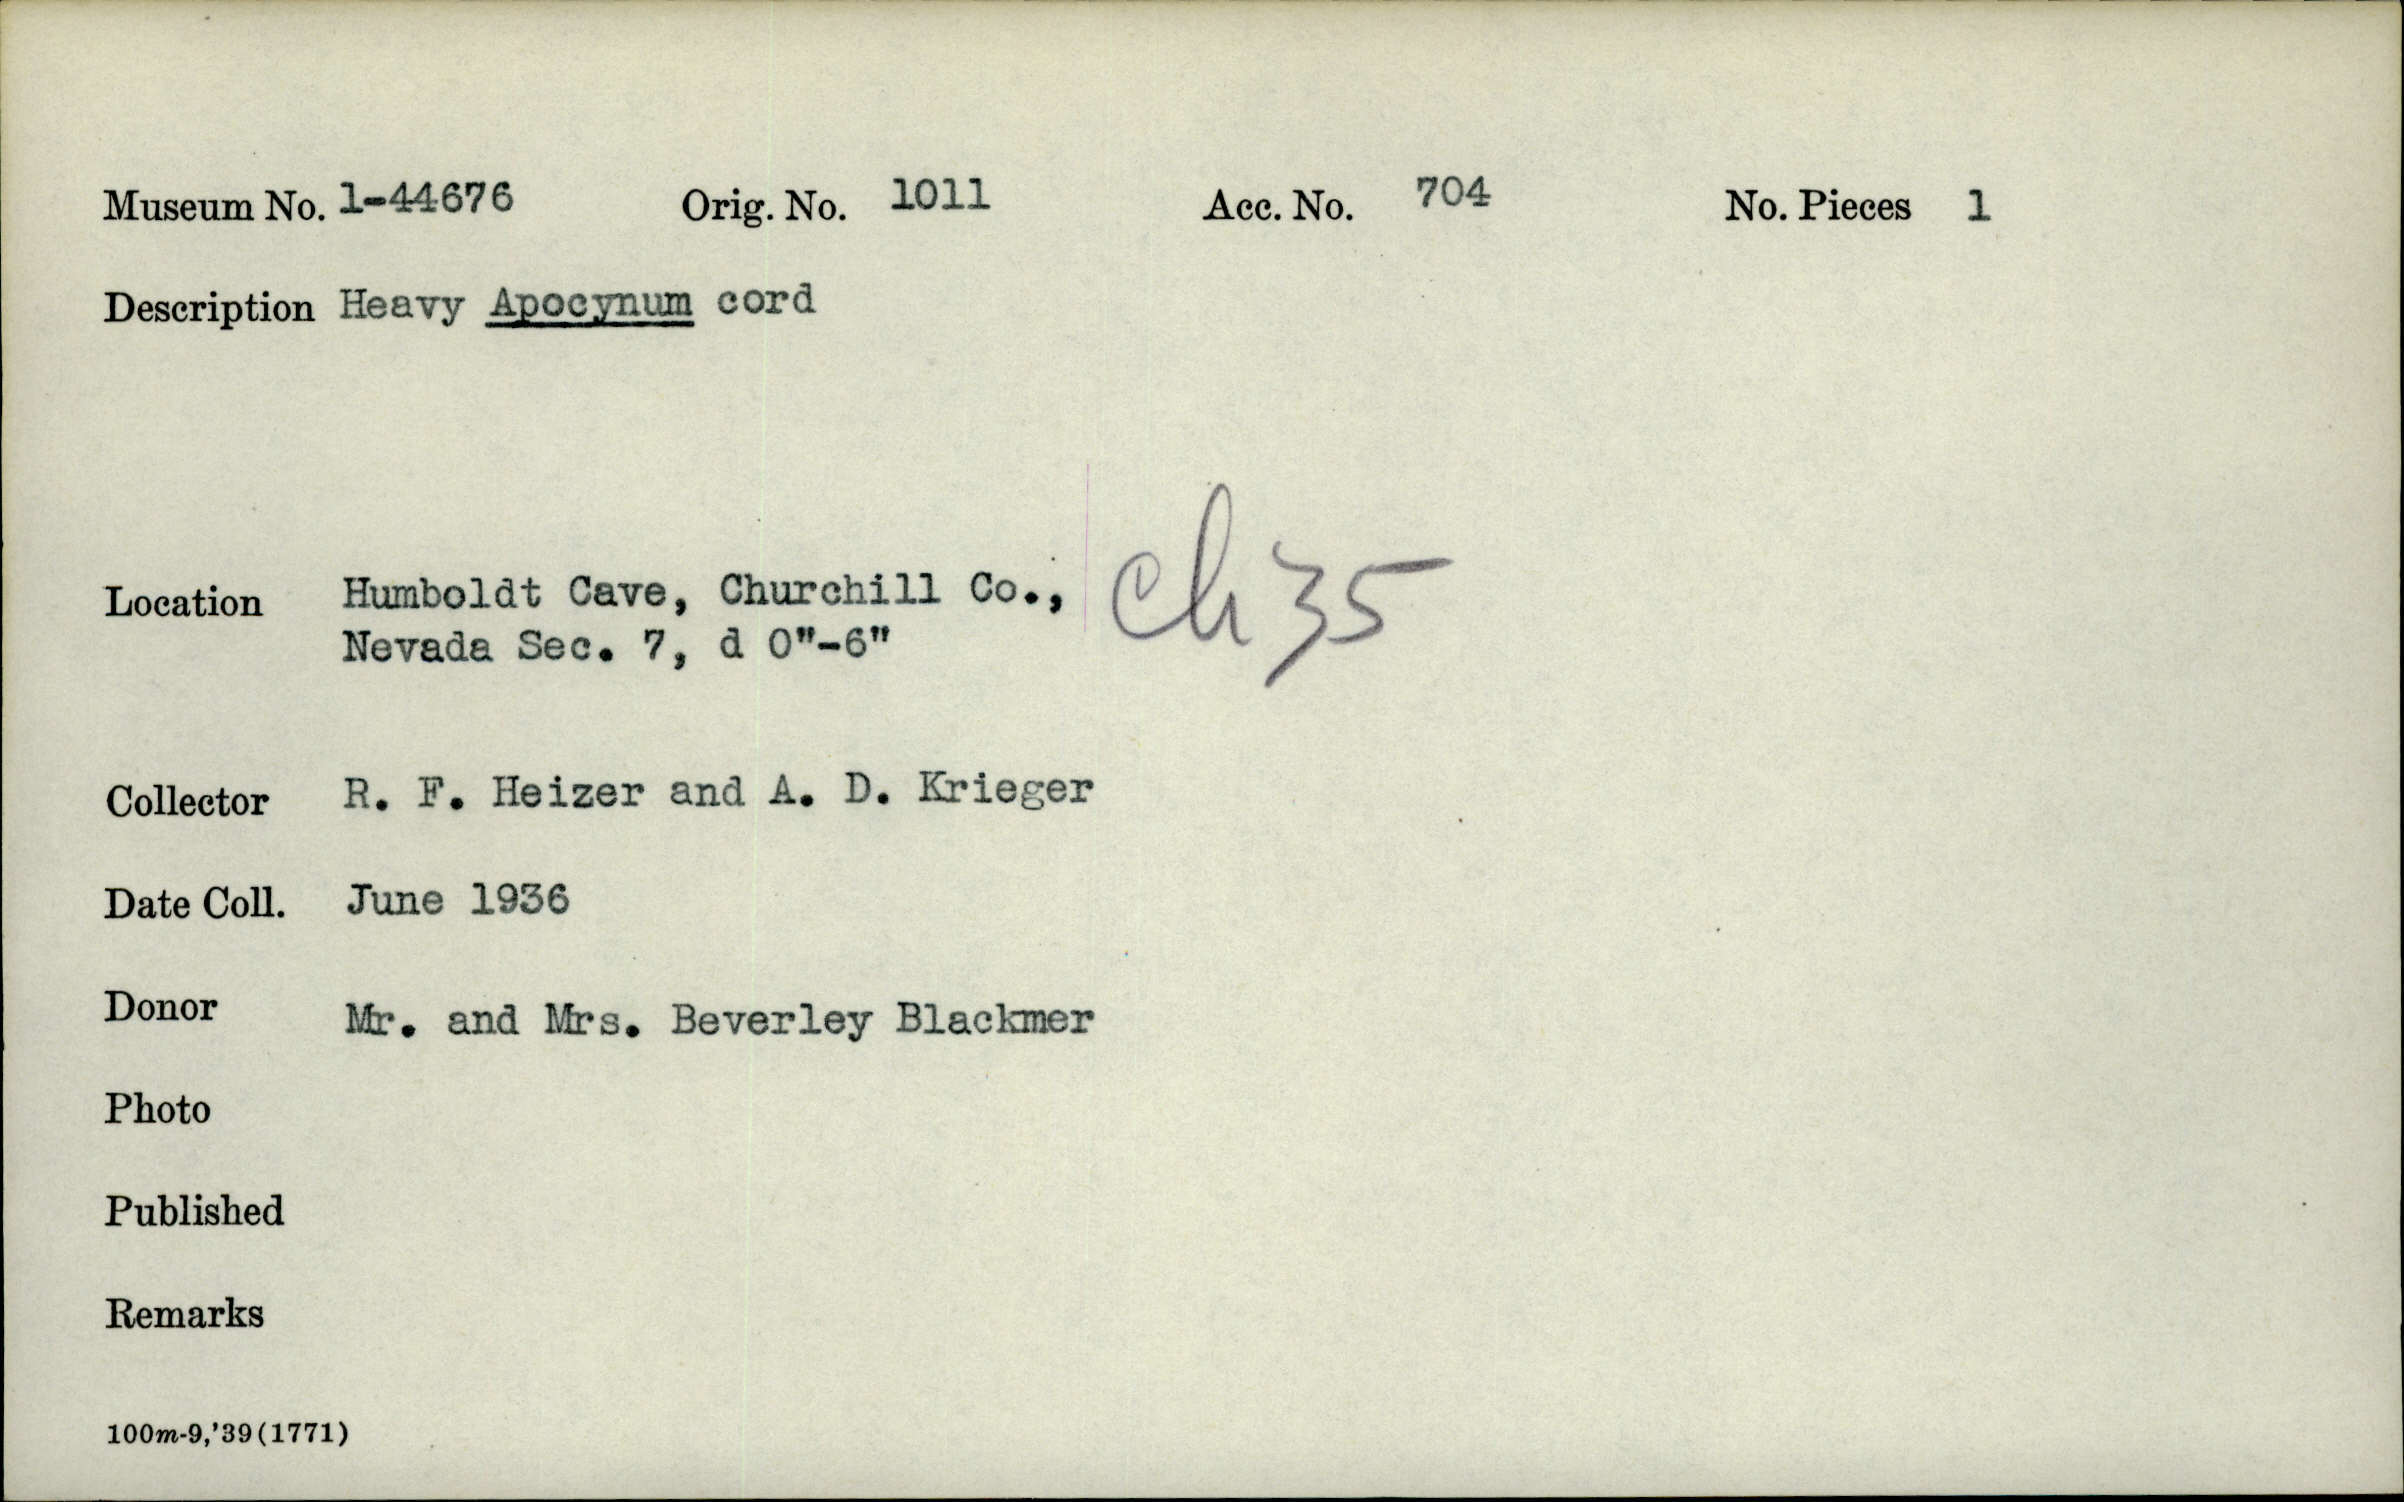 Museum No. 1-44676 Orig. No. 1011 Acc. No. 704 No. Pieces 1
Description Heavy Apocynum cord
Location Humboldt Cave, Churchill Co.,
Nevada Sec. 7, d 0"-6"
Ch 35
Collector R. F. Heizer and A. D. Krieger
Date Coll. June 1936
Donor Mr. and Mrs. Beverley Blackmer
Photo
Published
Remarks
100m-9,'39(1771)